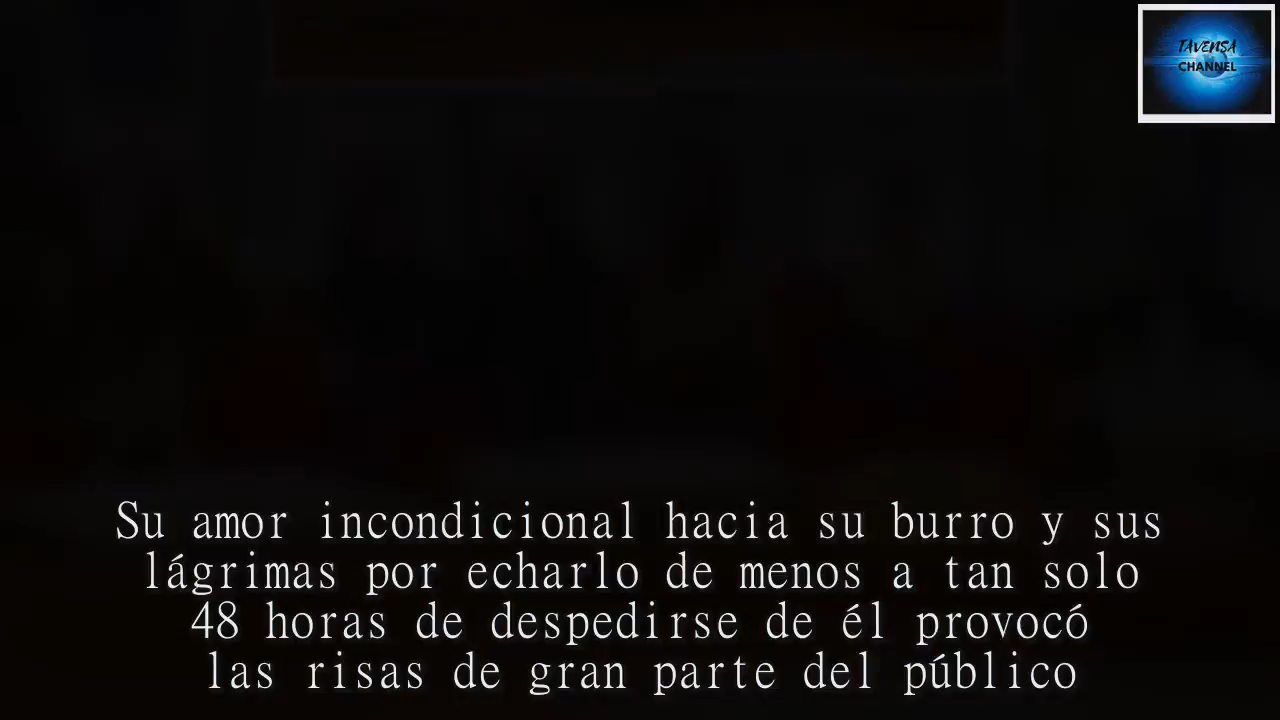 TAVENSA
CHANNEL
Su amor incondicional hacia su burro y sus
lágrimas por echarlo de menos a tan solo
48 horas de despedirse de él provocó
las risas de gran parte del público